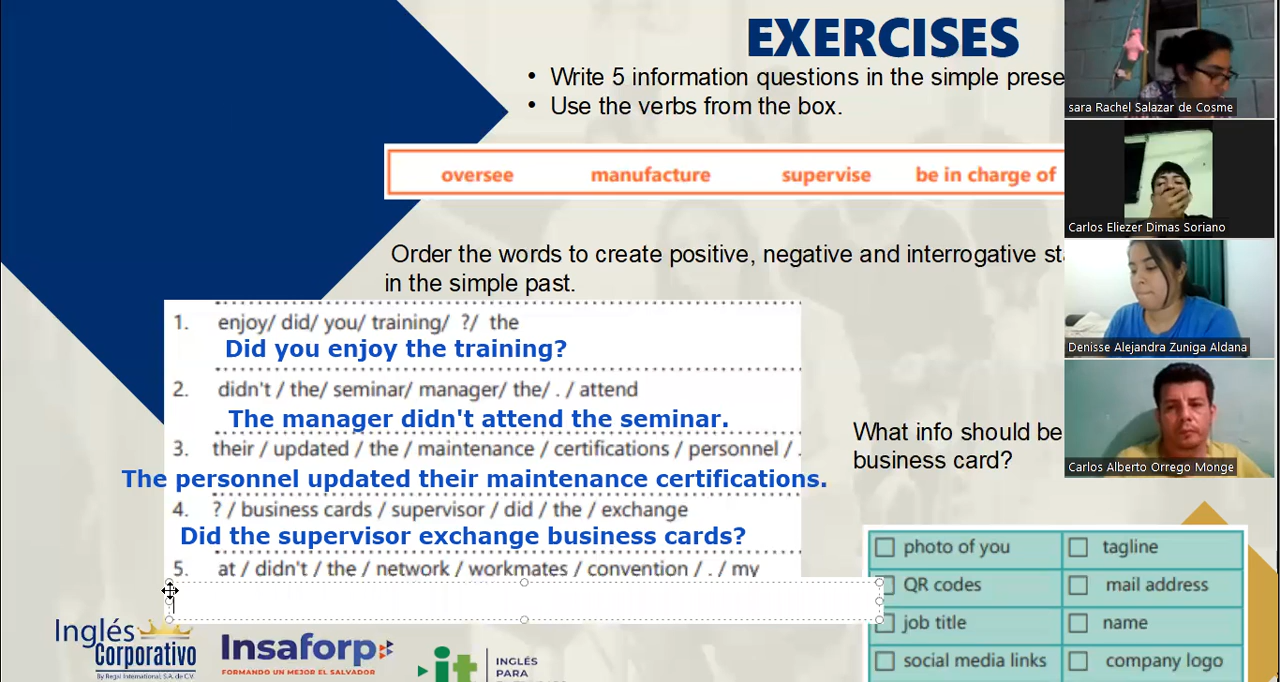 EXERCISES
• Write 5 information questions in the simple prese
• Use the verbs from the box.
oversee manufacture supervise be in charge of
Order the words to create positive, negative and interrogative sta
in the simple past.
1. enjoy/ did/ you/ training/ ?/ the
Did you enjoy the training?
2. didn't / the/ seminar/ manager/ the/ . / attend
The manager didn't attend the seminar.
3. their / updated / the / maintenance / certifications / personnel / .
The personnel updated their maintenance certifications.
4. ? / business cards / supervisor / did / the / exchange
Did the supervisor exchange business cards?
5. at / didn't / the / network / workmates / convention / . / my
What info should be
business card?
photo of you tagline
QR codes mail address
job title name
social media links company logo
Inglés
Corporativo
By Regal International, S.A. de C.V.
Insaforp
FORMANDO UN MEJOR EL SALVADOR
it
INGLÉS
PARA
sara Rachel Salazar de Cosme
Carlos Eliezer Dimas Soriano
Denisse Alejandra Zuniga Aldana
Carlos Alberto Orrego Monge